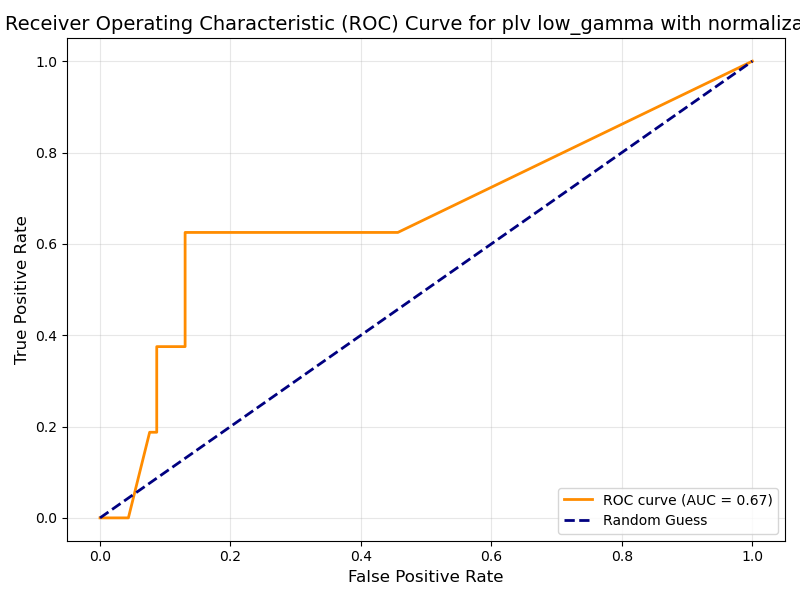 Receiver Operating Characteristic (ROC) Curve for plv low_gamma with normaliza
1.0
0.8
0.6
0.4
0.2
0.0
True Positive Rate
0.0 0.2 0.4 0.6 0.8 1.0
False Positive Rate
ROC curve (AUC = 0.67)
Random Guess